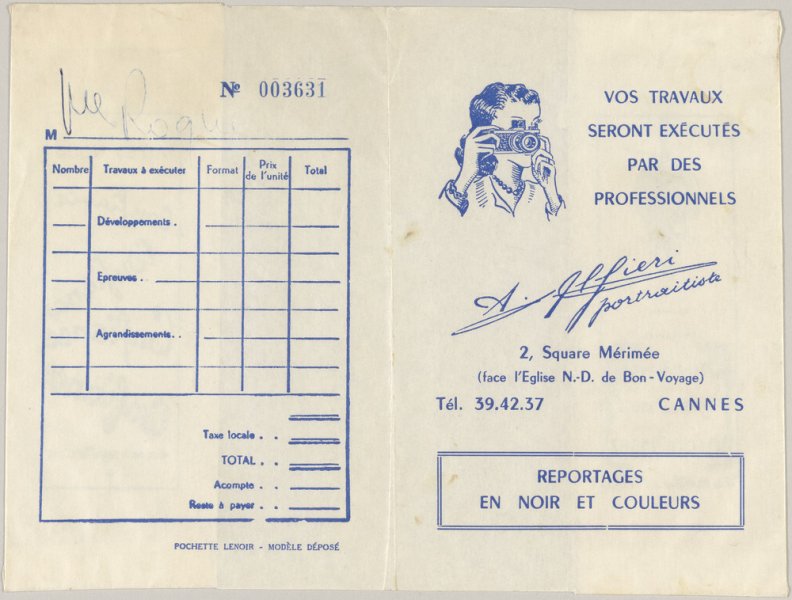 Nº 003631
M
Nombre Travaux à exécuter Format Prix de l'unité Total
Développements .
Epreuves . .
Agrandissements . .
Taxe locale . .
TOTAL . .
Acompte . .
Reste à payer . .
POCHETTE LENOIR - MODÈLE DÉPOSÉ
VOS TRAVAUX
SERONT EXÉCUTÉS
PAR DES
PROFESSIONNELS
A. Alfieri
portraitiste
2, Square Mérimée
(face l'Eglise N.-D. de Bon-Voyage)
Tél. 39.42.37 CANNES
REPORTAGES
EN NOIR ET COULEURS